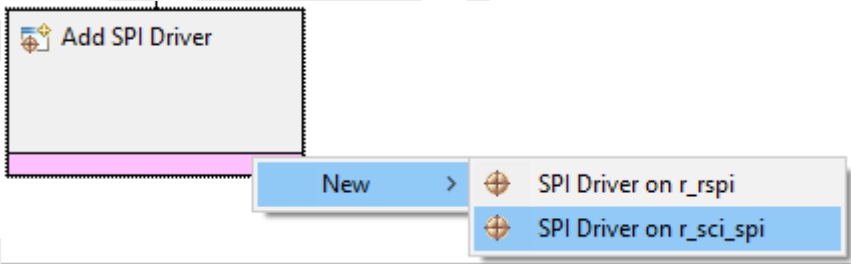 Add SPI Driver
New
SPI Driver on r_rspi
SPI Driver on r_sci_spi